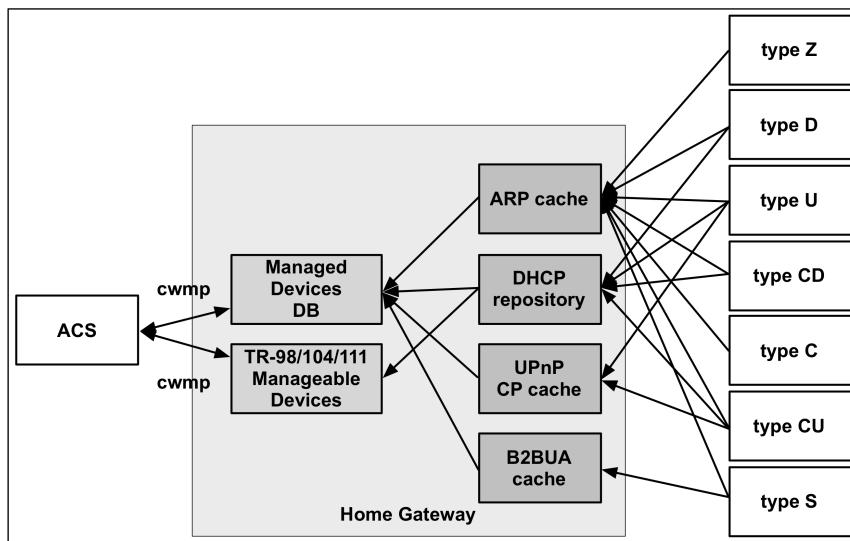 type Z
type D
type U
type CD
type C
type CU
type S
ARP cache
DHCP
repository
UPnP
CP cache
B2BUA
cache
Managed
Devices
DB
TR-98/104/111
Manageable
Devices
cwmp
cwmp
ACS
Home Gateway